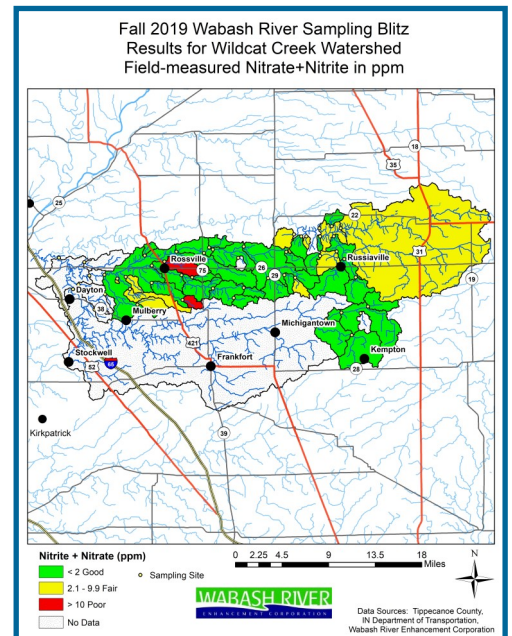 Fall 2019 Wabash River Sampling Blitz
Results for Wildcat Creek Watershed
Field-measured Nitrate+Nitrite in ppm
18
35
25
22
Rossville
Russiaville
31
75
26
29
19
Dayton
38
Mulberry
Michigantown
421
Stockwell
Frankfort
Kempton
52
65
28
Kirkpatrick
39
Nitrite + Nitrate (ppm)
< 2 Good
2.1 - 9.9 Fair
> 10 Poor
No Data
Sampling Site
0 2.25 4.5 9 13.5 18
Miles
N
WABASH RIVER
ENHANCEMENT CORPORATION
Data Sources: Tippecanoe County,
IN Department of Transportation,
Wabash River Enhancement Corporation